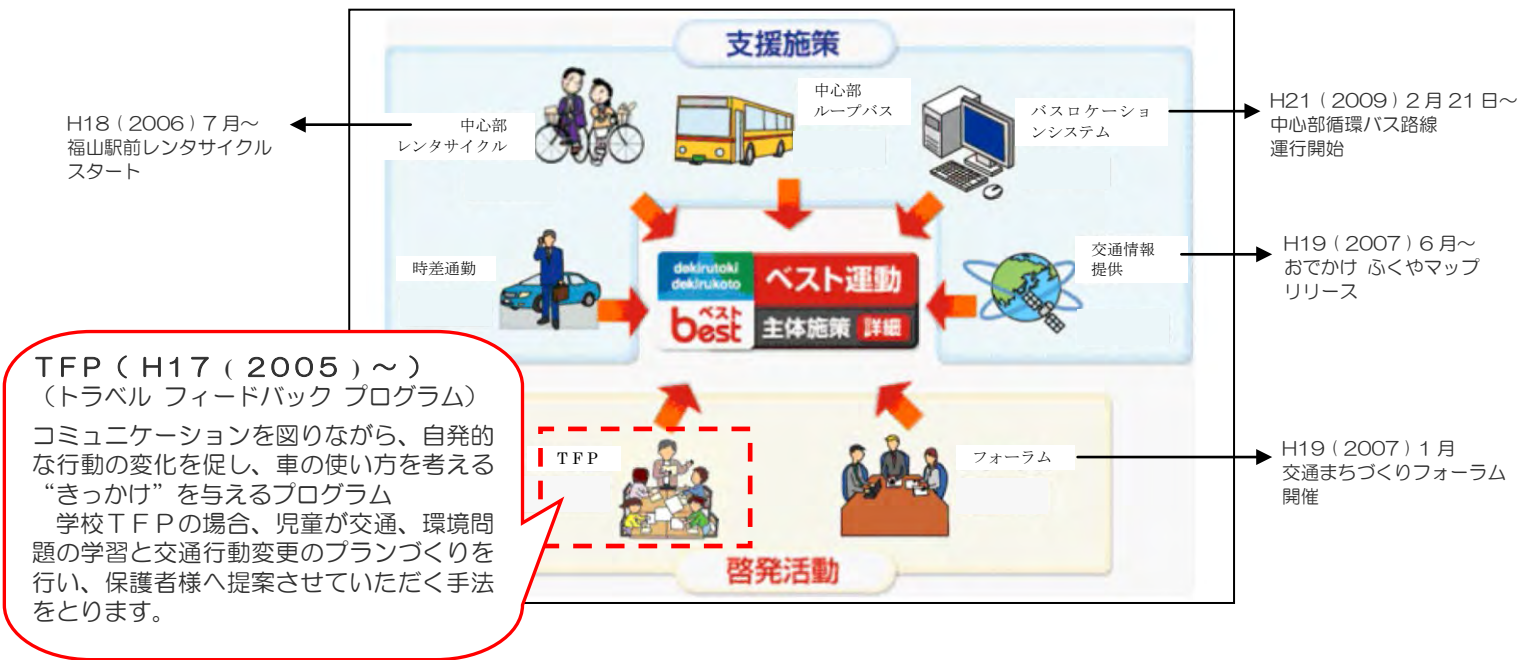 支援施策
中心部
レンタサイクル
中心部
ループバス
バスロケーショ
ンシステム
H18(2006)7月～
福山駅前レンタサイクル
スタート
H21(2009)2月21日～
中心部循環バス路線
運行開始
時差通勤
dekirutoki
dekirukoto
ベスト
best
ベスト運動
主体施策 詳細
交通情報
提供
H19(2007)6月～
おでかけ ふくやマップ
リリース
TFP(H17(2005)～)
(トラベル フィードバック プログラム)
コミュニケーションを図りながら、自発的
な行動の変化を促し、車の使い方を考える
“きっかけ”を与えるプログラム
学校TFPの場合、児童が交通、環境問
題の学習と交通行動変更のプランづくりを
行い、保護者様へ提案させていただく手法
をとります。
TFP
フォーラム
H19(2007)1月
交通まちづくりフォーラム
開催
啓発活動